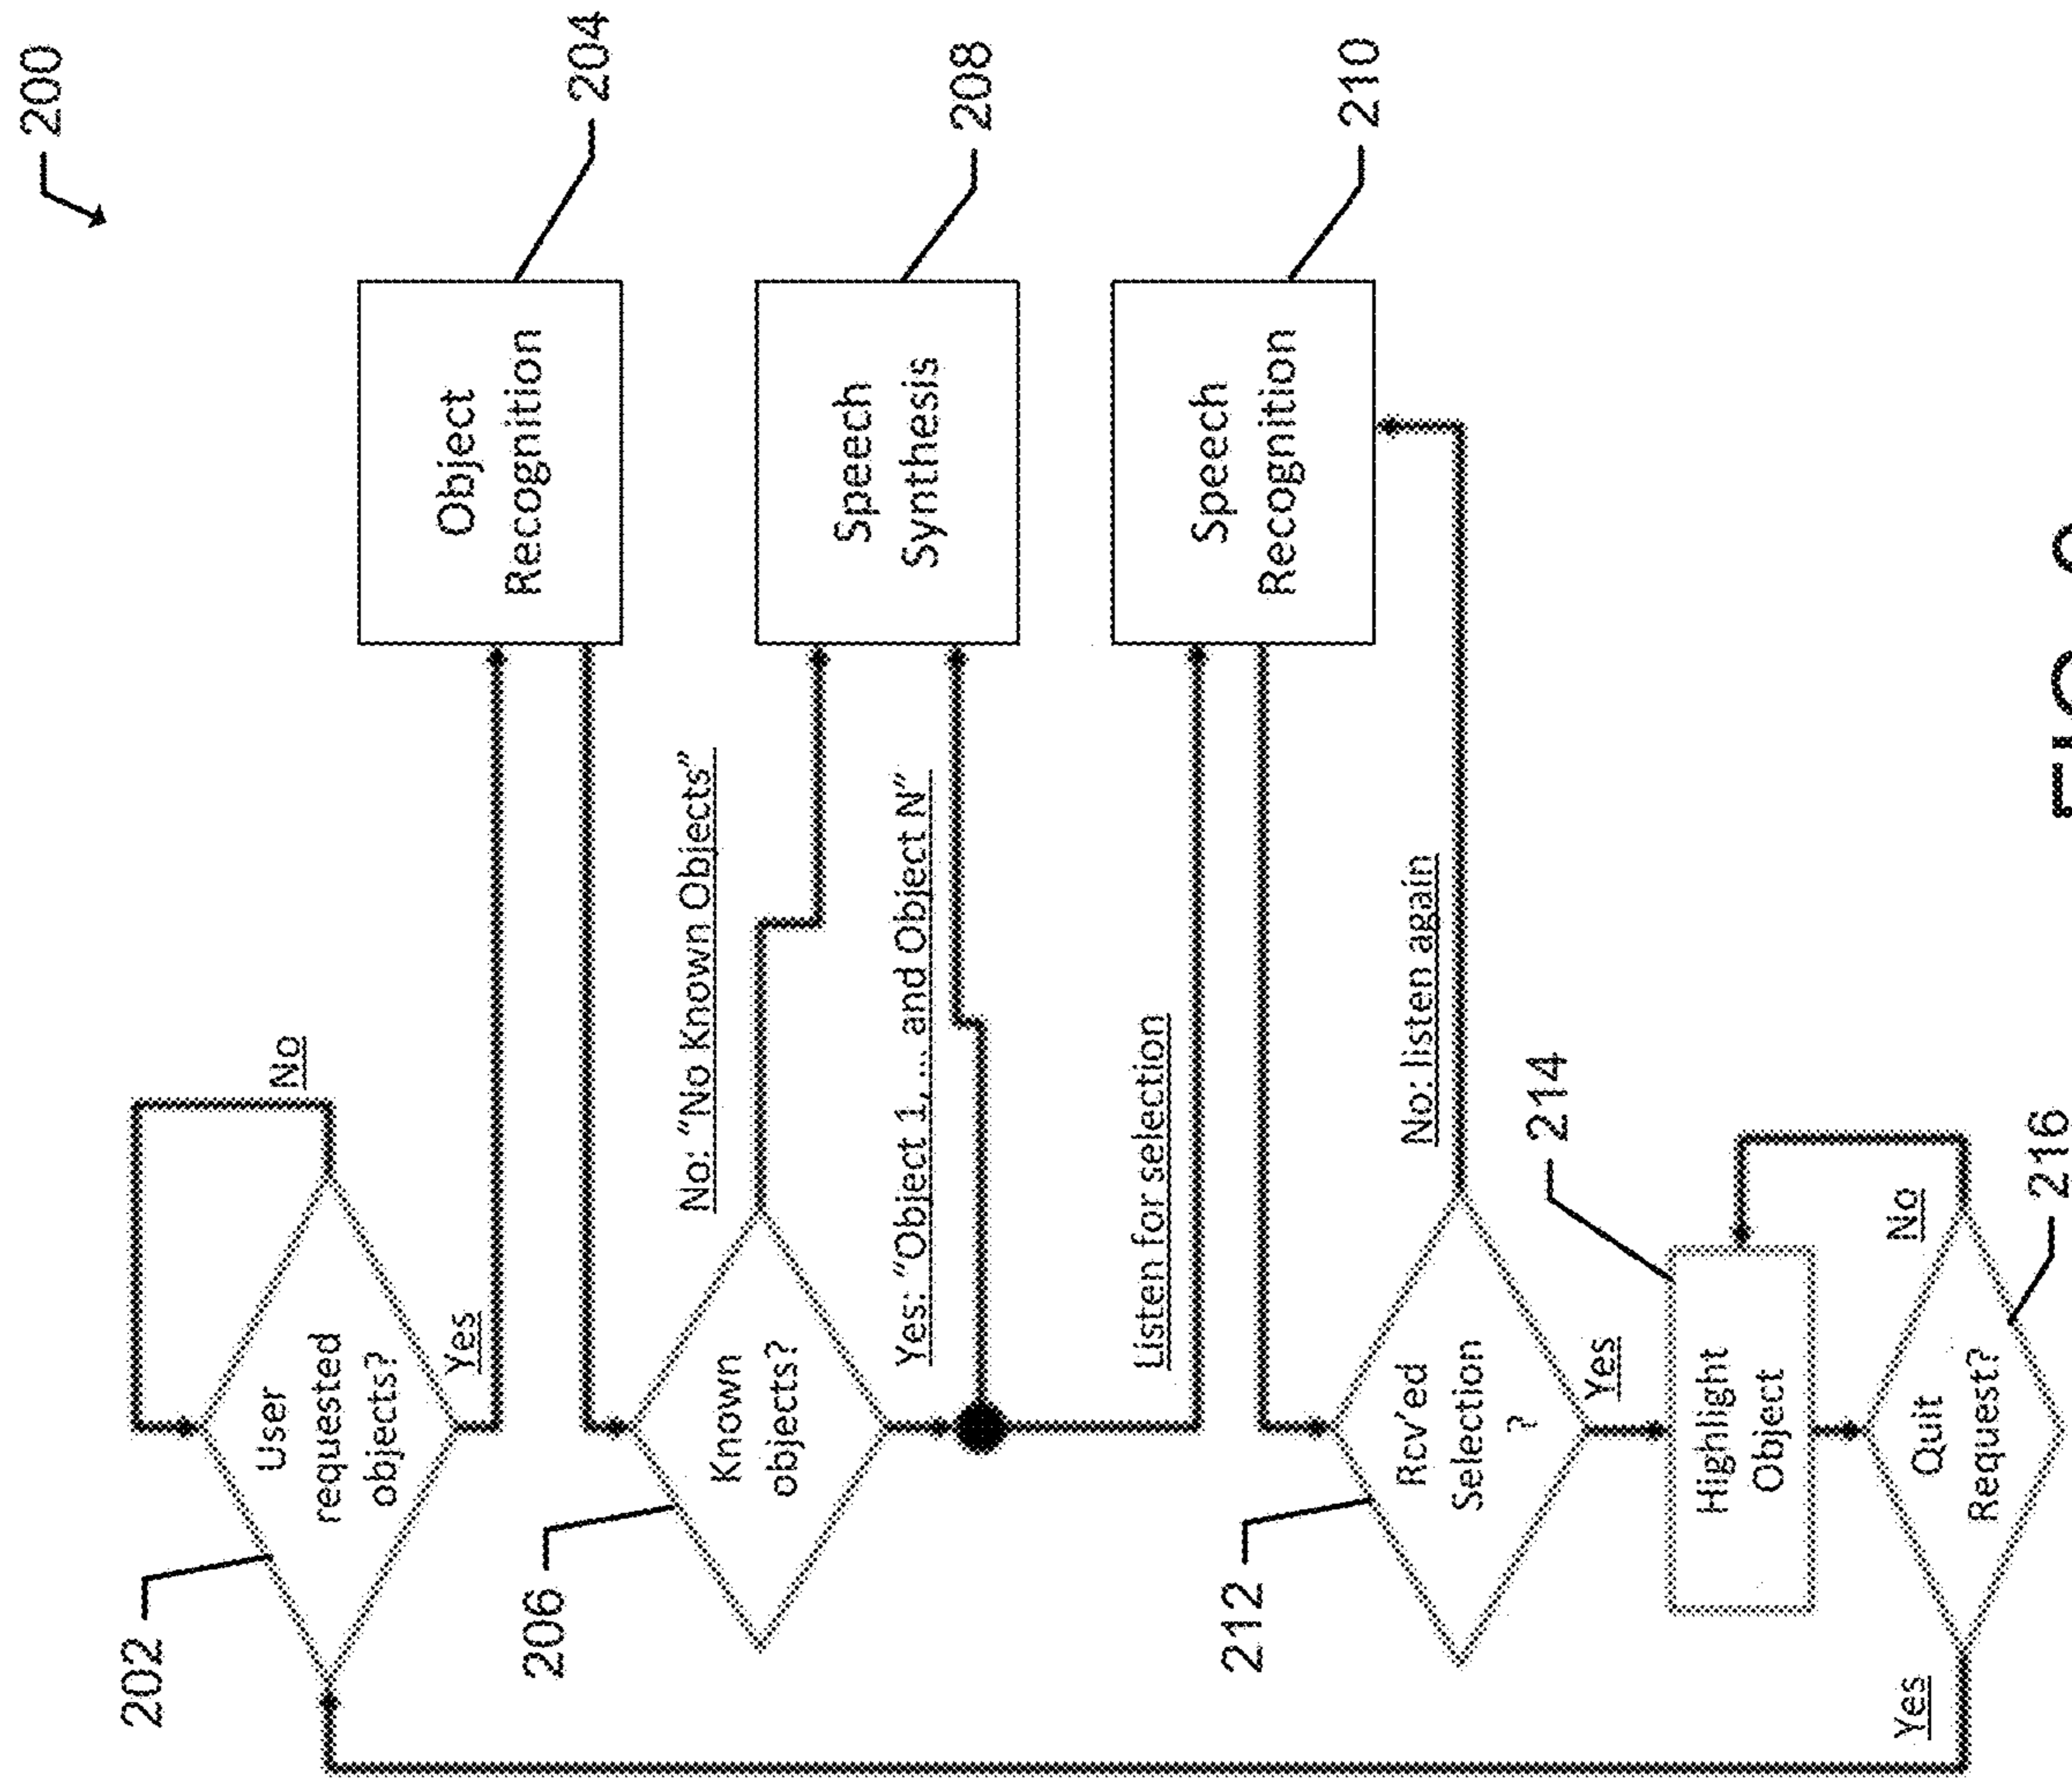 200
202
User
requested
objects?
No
Yes
Object
Recognition
204
206
Known
objects?
No: "No Known Objects"
Yes: "Object 1, ... and Object N"
Speech
Synthesis
208
Listen for selection
Speech
Recognition
210
212
Rcv'ed
Selection
?
No: listen again
Yes
214
Highlight
Object
Quit
Request?
No
Yes
216